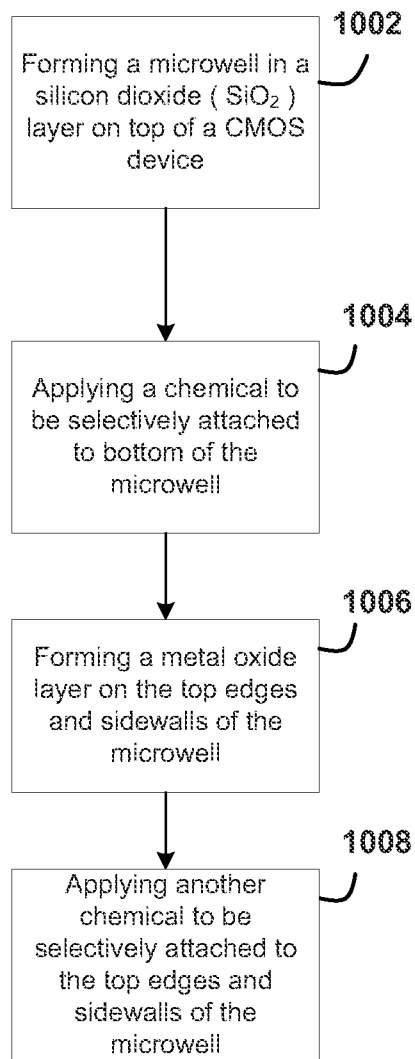 1002
Forming a microwell in a
silicon dioxide ( SiO₂ )
layer on top of a CMOS
device
1004
Applying a chemical to
be selectively attached
to bottom of the
microwell
1006
Forming a metal oxide
layer on the top edges
and sidewalls of the
microwell
1008
Applying another
chemical to be
selectively attached to
the top edges and
sidewalls of the
microwell